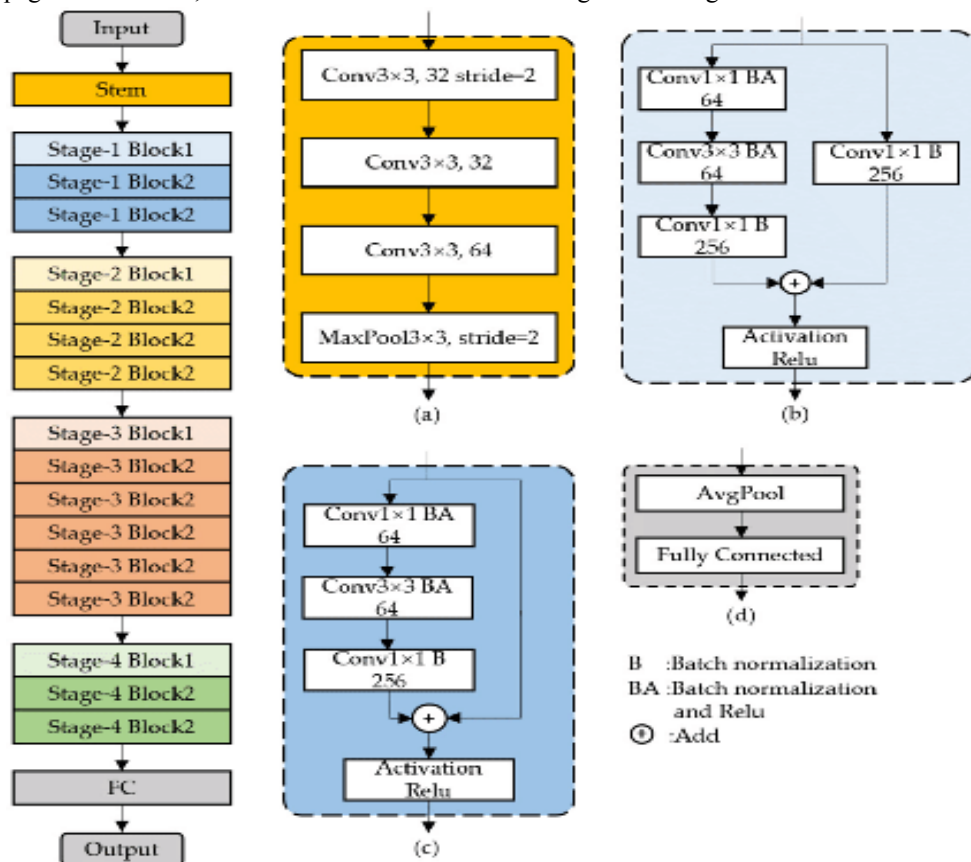 Input
Stem
Stage-1 Block1
Stage-1 Block2
Stage-1 Block2
Stage-2 Block1
Stage-2 Block2
Stage-2 Block2
Stage-2 Block2
Stage-3 Block1
Stage-3 Block2
Stage-3 Block2
Stage-3 Block2
Stage-3 Block2
Stage-3 Block2
Stage-4 Block1
Stage-4 Block2
Stage-4 Block2
FC
Output
Conv3×3, 32 stride=2
Conv3×3, 32
Conv3×3, 64
MaxPool3×3, stride=2
(a)
Conv1×1 BA
64
Conv3×3 BA
64
Conv1×1 B
256
Conv1×1 B
256
+
Activation
Relu
(b)
Conv1×1 BA
64
Conv3×3 BA
64
Conv1×1 B
256
+
Activation
Relu
(c)
AvgPool
Fully Connected
(d)
B :Batch normalization
BA :Batch normalization
and Relu
+ :Add